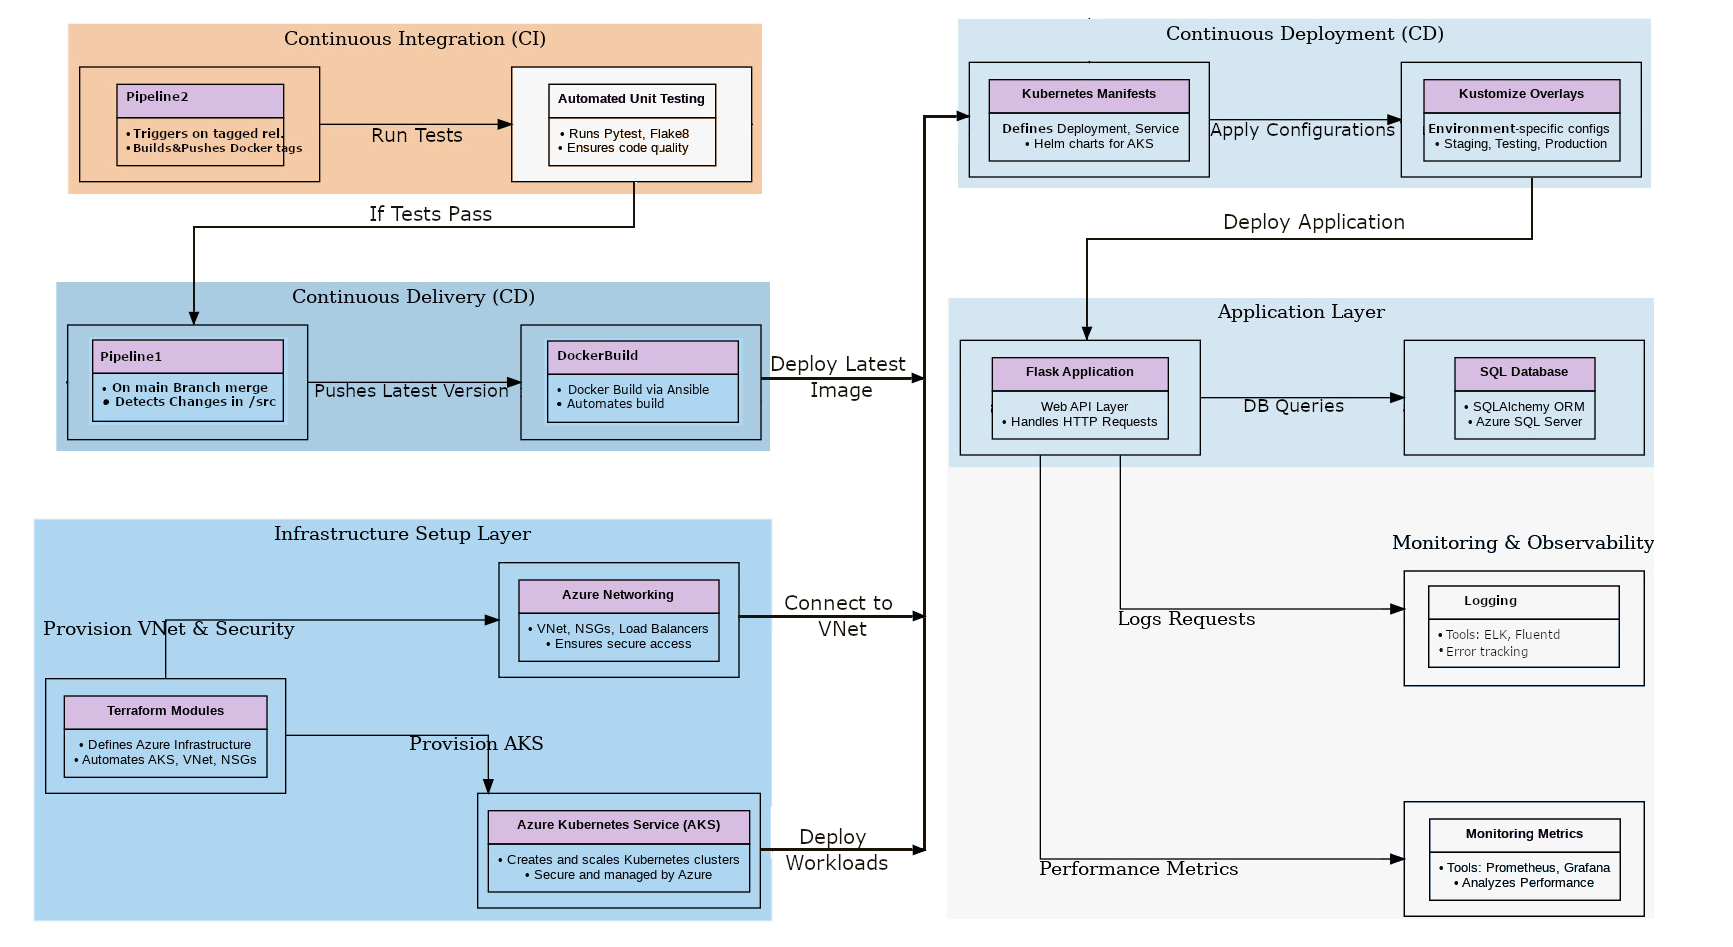 Continuous Integration (CI)
Pipeline2
• Triggers on tagged rel.
• Builds&Pushes Docker tags
Run Tests
Automated Unit Testing
• Runs Pytest, Flake8
• Ensures code quality
If Tests Pass
Continuous Delivery (CD)
Pipeline1
• On main Branch merge
• Detects Changes in /src
Pushes Latest Version
DockerBuild
• Docker Build via Ansible
• Automates build
Deploy Latest
Image
Infrastructure Setup Layer
Azure Networking
• VNet, NSGs, Load Balancers
• Ensures secure access
Provision VNet & Security
Connect to
VNet
Terraform Modules
• Defines Azure Infrastructure
• Automates AKS, VNet, NSGs
Provision AKS
Azure Kubernetes Service (AKS)
• Creates and scales Kubernetes clusters
• Secure and managed by Azure
Deploy
Workloads
Continuous Deployment (CD)
Kubernetes Manifests
Defines Deployment, Service
• Helm charts for AKS
Apply Configurations
Kustomize Overlays
Environment-specific configs
• Staging, Testing, Production
Deploy Application
Application Layer
Flask Application
Web API Layer
• Handles HTTP Requests
DB Queries
SQL Database
• SQLAlchemy ORM
• Azure SQL Server
Monitoring & Observability
Logs Requests
Logging
• Tools: ELK, Fluentd
• Error tracking
Performance Metrics
Monitoring Metrics
• Tools: Prometheus, Grafana
• Analyzes Performance